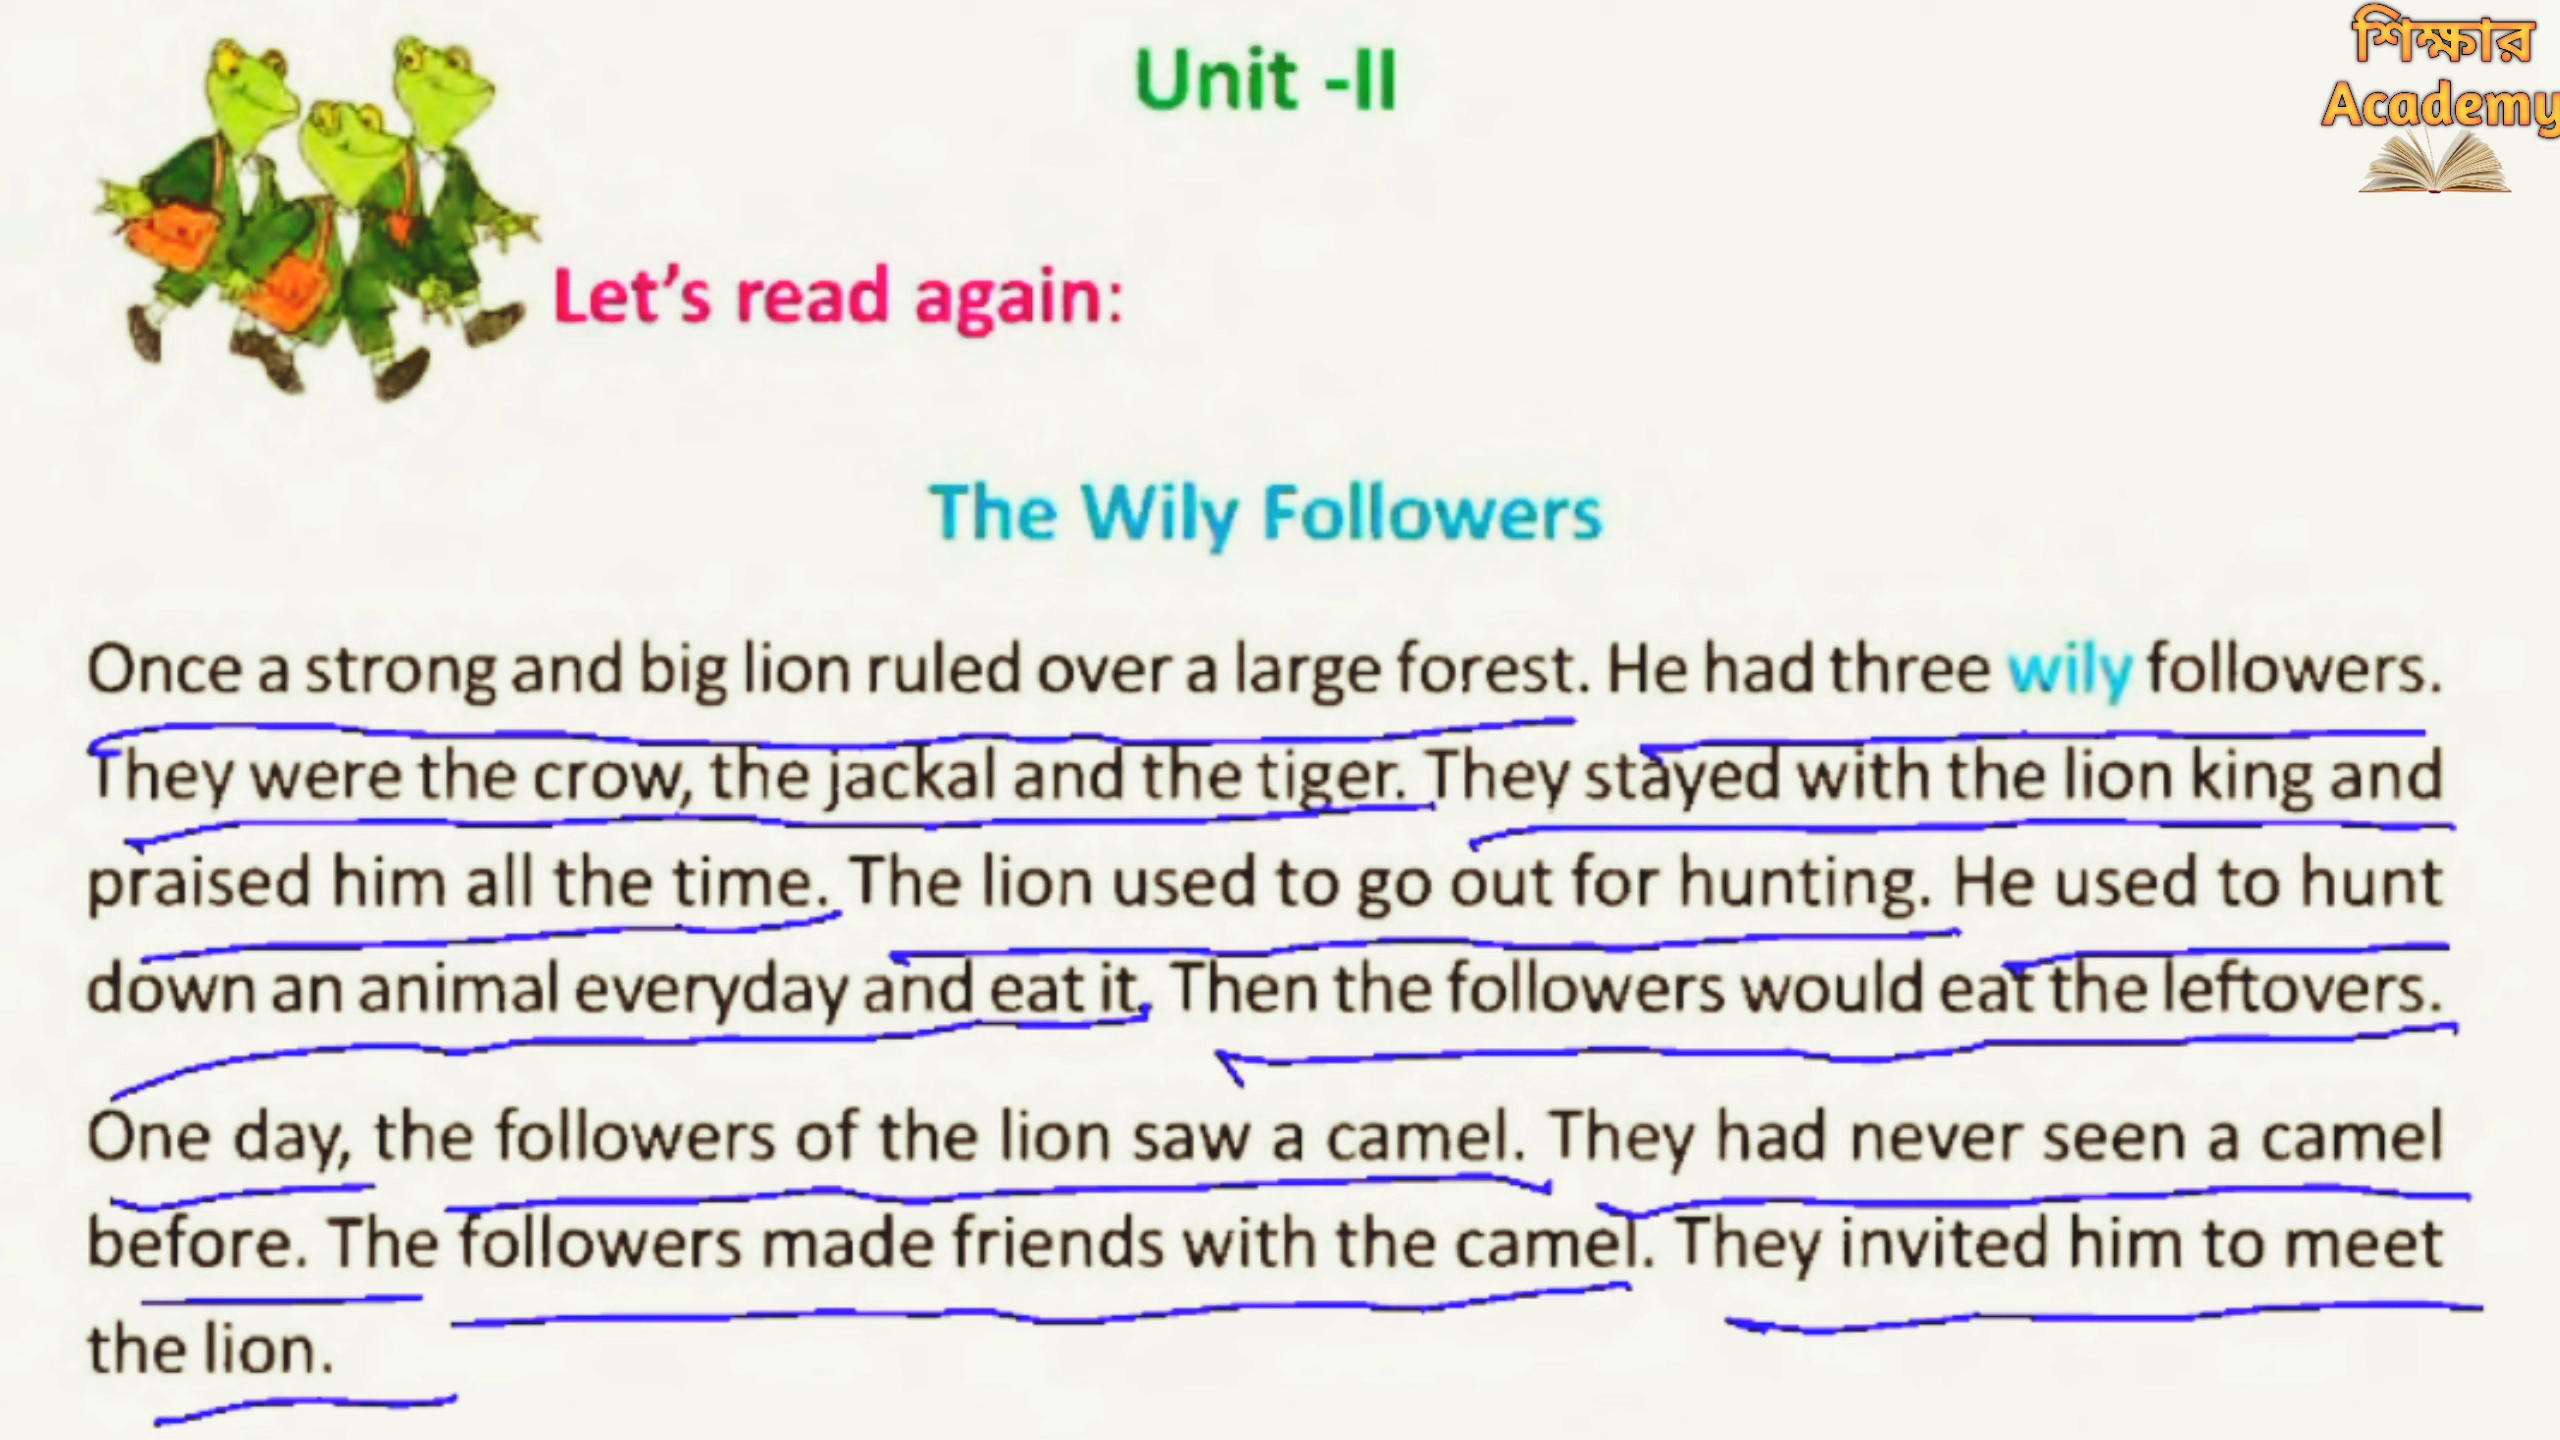 শিক্ষার
Academy
Unit -II
Let's read again:
The Wily Followers
Once a strong and big lion ruled over a large forest. He had three wily followers.
They were the crow, the jackal and the tiger. They stayed with the lion king and
praised him all the time. The lion used to go out for hunting. He used to hunt
down an animal everyday and eat it. Then the followers would eat the leftovers.
One day, the followers of the lion saw a camel. They had never seen a camel
before. The followers made friends with the camel. They invited him to meet
the lion.